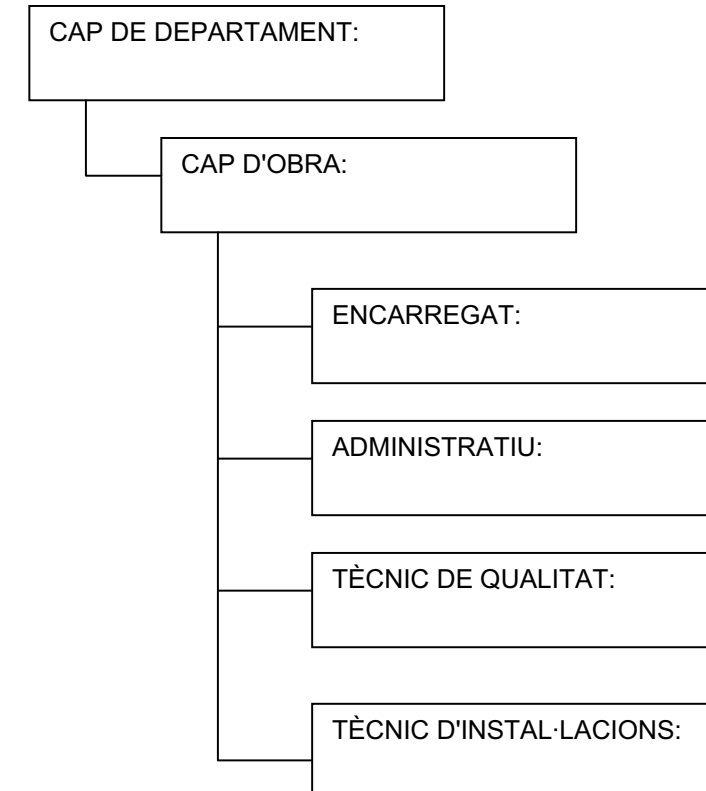 CAP DE DEPARTAMENT:
CAP D'OBRA:
ENCARREGAT:
ADMINISTRATIU:
TÈCNIC DE QUALITAT:
TÈCNIC D'INSTAL·LACIONS: